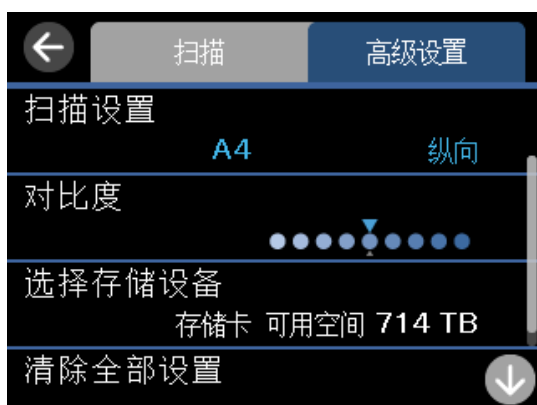 扫描 高级设置
扫描设置
A4 纵向
对比度
选择存储设备
存储卡 可用空间 714 TB
清除全部设置